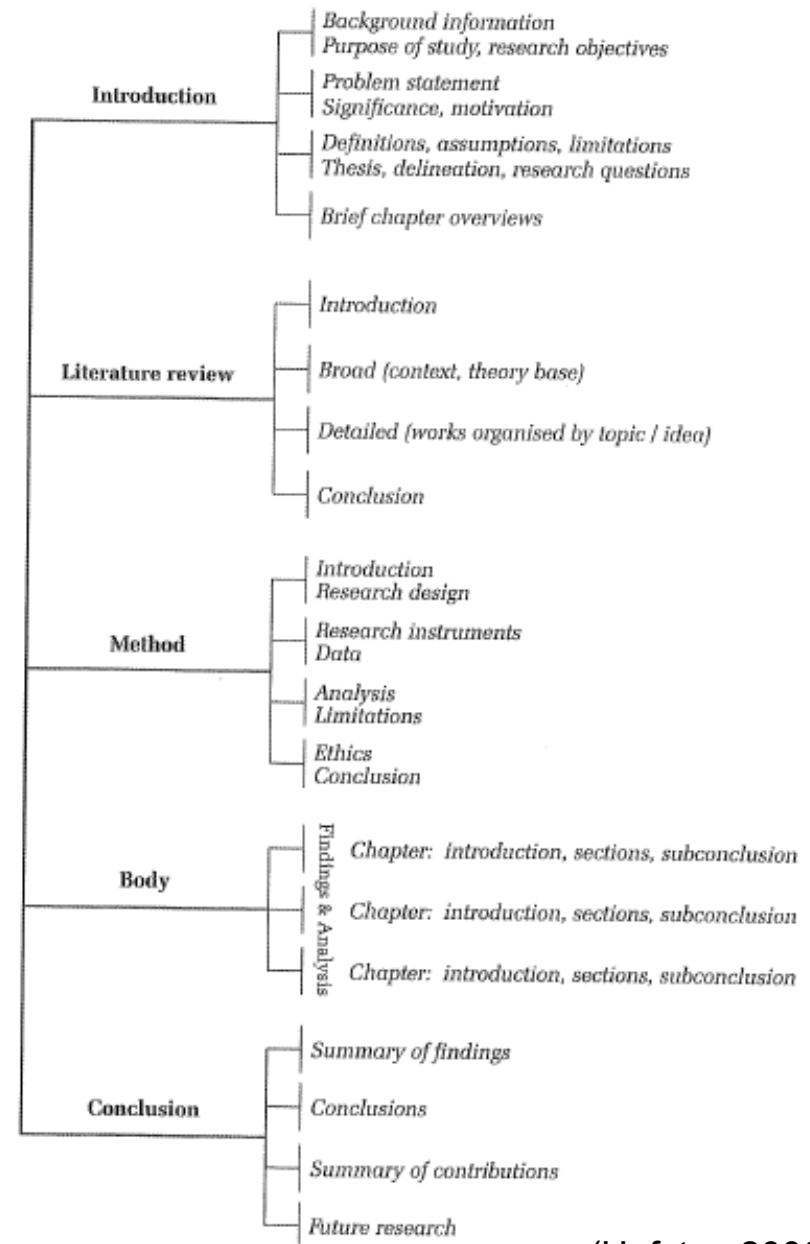 Introduction
Background information
Purpose of study, research objectives
Problem statement
Significance, motivation
Definitions, assumptions, limitations
Thesis, delineation, research questions
Brief chapter overviews
Literature review
Introduction
Broad (context, theory base)
Detailed (works organised by topic / idea)
Conclusion
Method
Introduction
Research design
Research instruments
Data
Analysis
Limitations
Ethics
Conclusion
Body
Findings & Analysis
Chapter: introduction, sections, subconclusion
Chapter: introduction, sections, subconclusion
Chapter: introduction, sections, subconclusion
Conclusion
Summary of findings
Conclusions
Summary of contributions
Future research